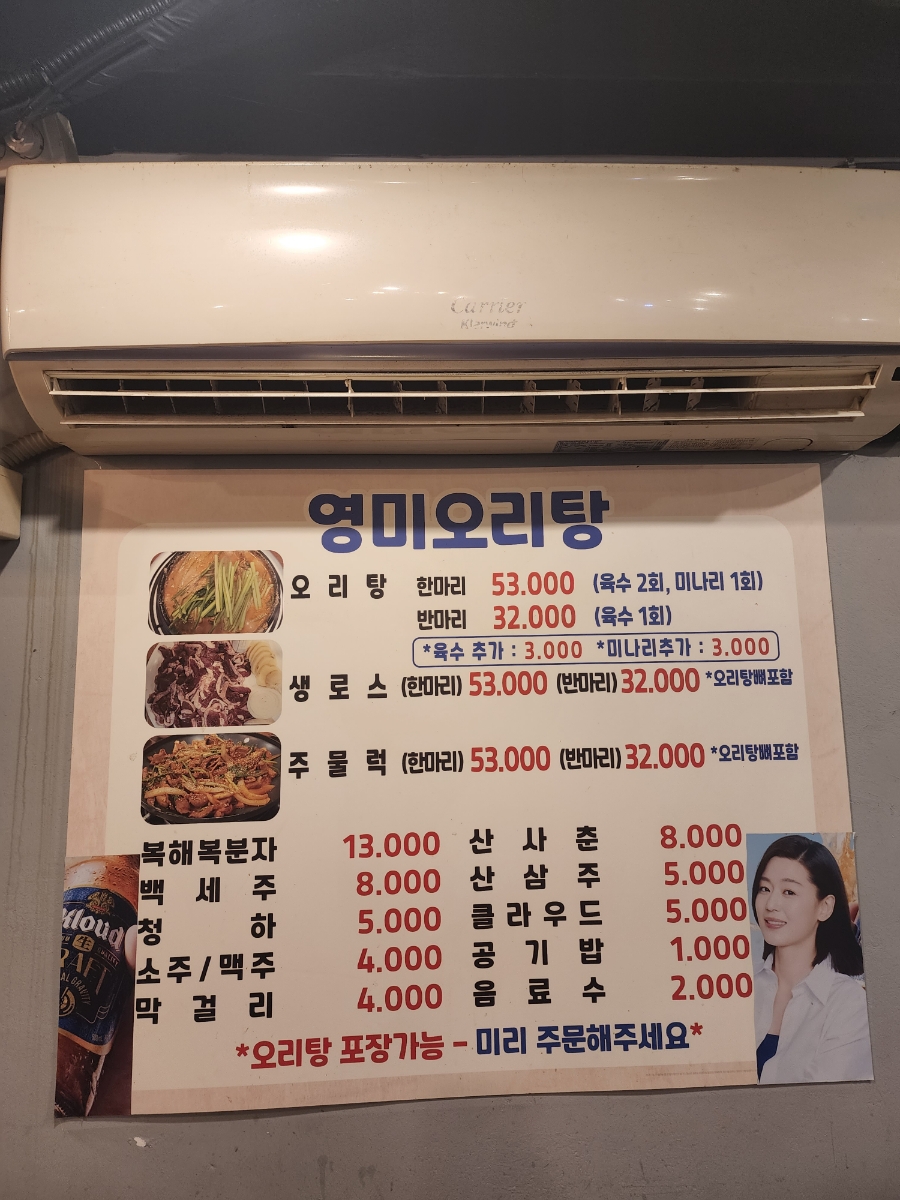 Carrier
영미오리탕
오리탕 한마리 53.000 (육수 2회, 미나리 1회)
반마리 32.000 (육수 1회)
*육수 추가 : 3.000 *미나리추가 : 3.000
생로스 (한마리) 53.000 (반마리) 32.000 *오리탕뼈포함
주물럭 (한마리) 53.000 (반마리) 32.000 *오리탕뼈포함
복해복분자 13.000 산사춘 8.000
백세주 8.000 산삼주 5.000
청하 5.000 클라우드 5.000
소주/맥주 4.000 공기밥 1.000
막걸리 4.000 음료수 2.000
Kloud
生
RAFT
*오리탕 포장가능 - 미리 주문해주세요*